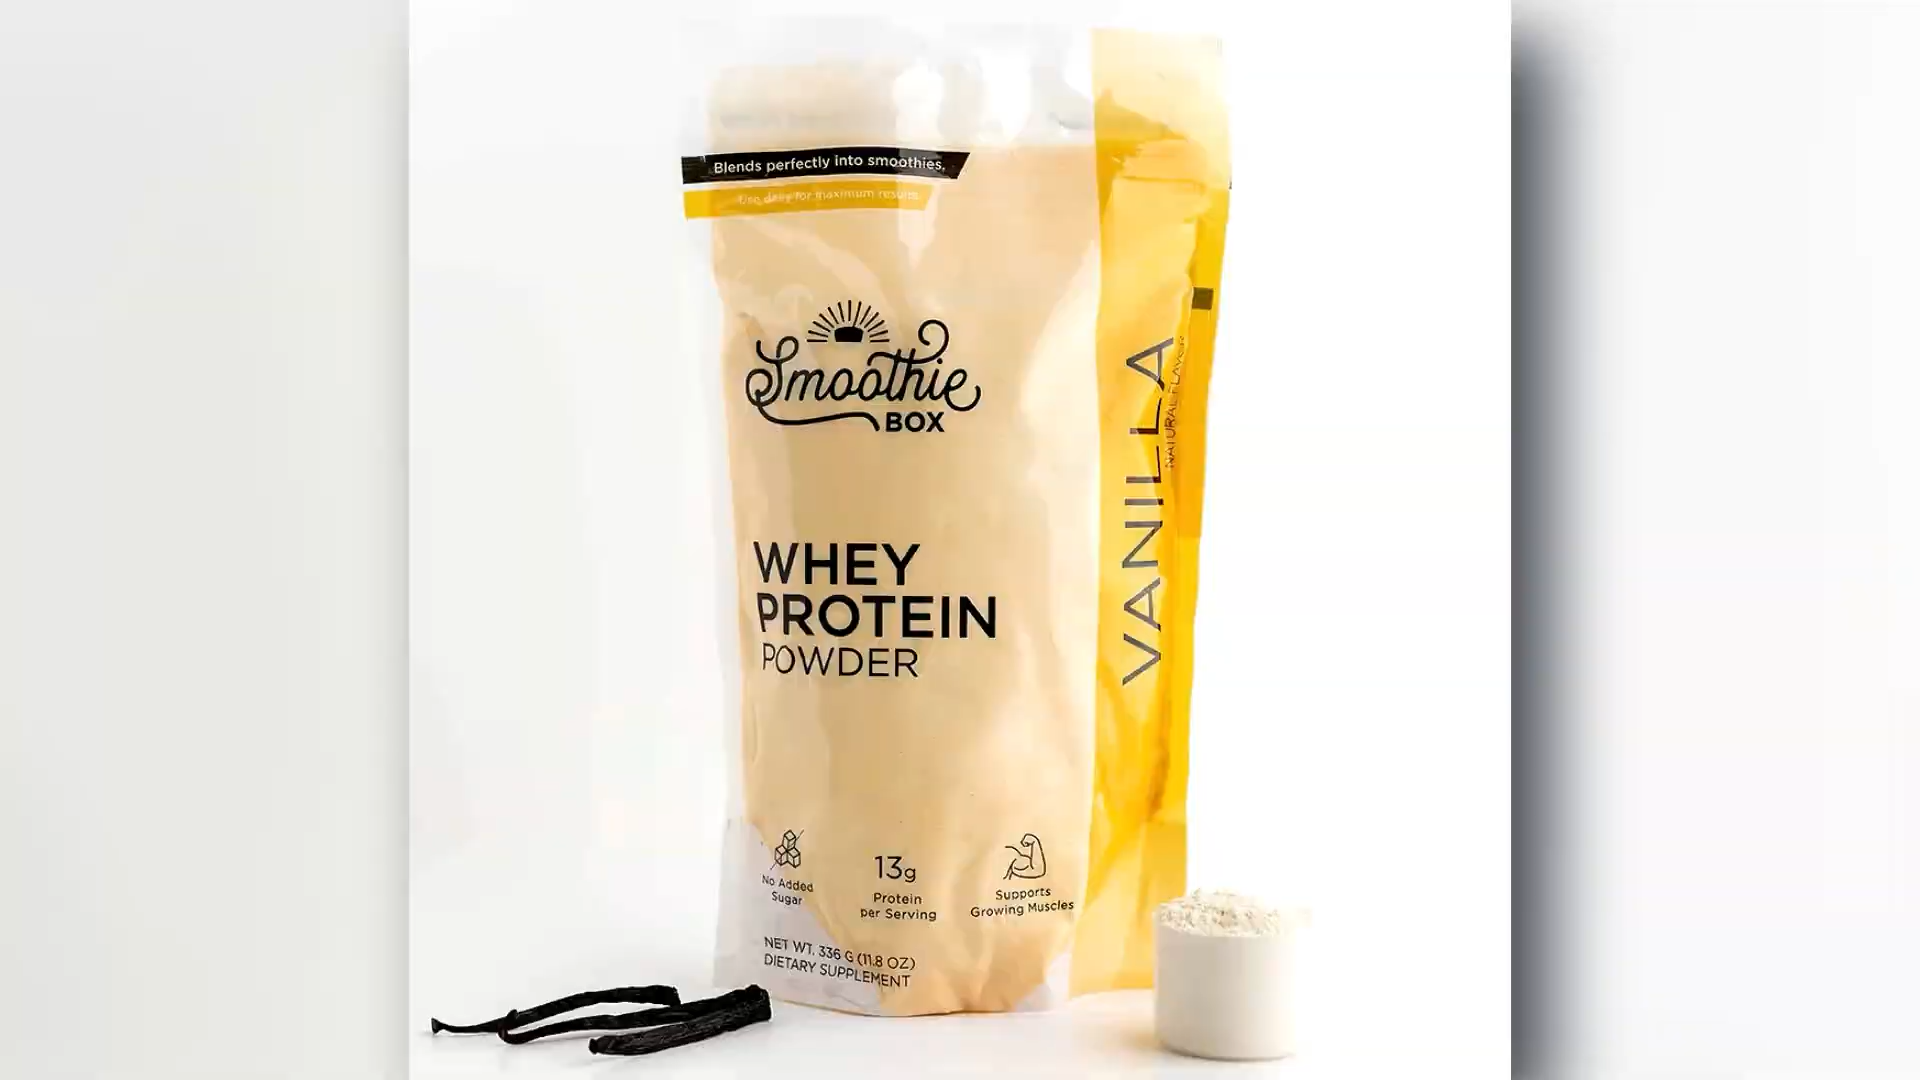 Blends perfectly into smoothies.
Use daily for maximum results.
Smoothie
BOX
WHEY
PROTEIN
POWDER
VANILLA
NATURAL FLAVOR
No Added
Sugar
13g
Protein
per Serving
Supports
Growing Muscles
NET WT. 336 G (11.8 OZ)
DIETARY SUPPLEMENT